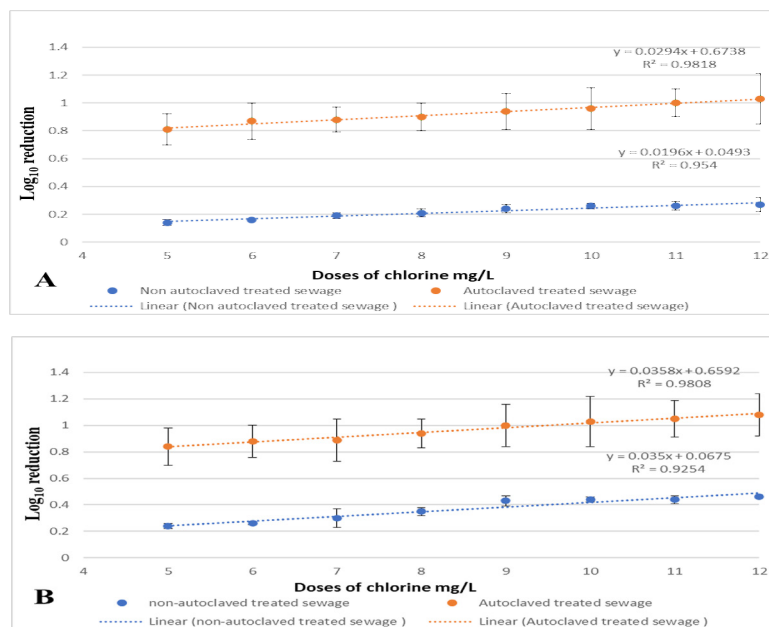 1.4
y = 0.0294x + 0.6738
1.2
R² = 0.9818
1
0.8
y = 0.0196x + 0.0493
0.6
R² = 0.954
0.4
0.2
0
Log₁₀ reduction
4 5 6 7 8 9 10 11 12
Doses of chlorine mg/L
A
Non autoclaved treated sewage
Autoclaved treated sewage
Linear (Non autoclaved treated sewage )
Linear (Autoclaved treated sewage)
1.4
y = 0.0358x + 0.6592
1.2
R² = 0.9808
1
0.8
y = 0.035x + 0.0675
0.6
R² = 0.9254
0.4
0.2
0
Log₁₀ reduction
4 5 6 7 8 9 10 11 12
Doses of chlorine mg/L
B
non-autoclaved treated sewage
Autoclaved treated sewage
Linear (non-autoclaved treated sewage )
Linear (Autoclaved treated sewage)